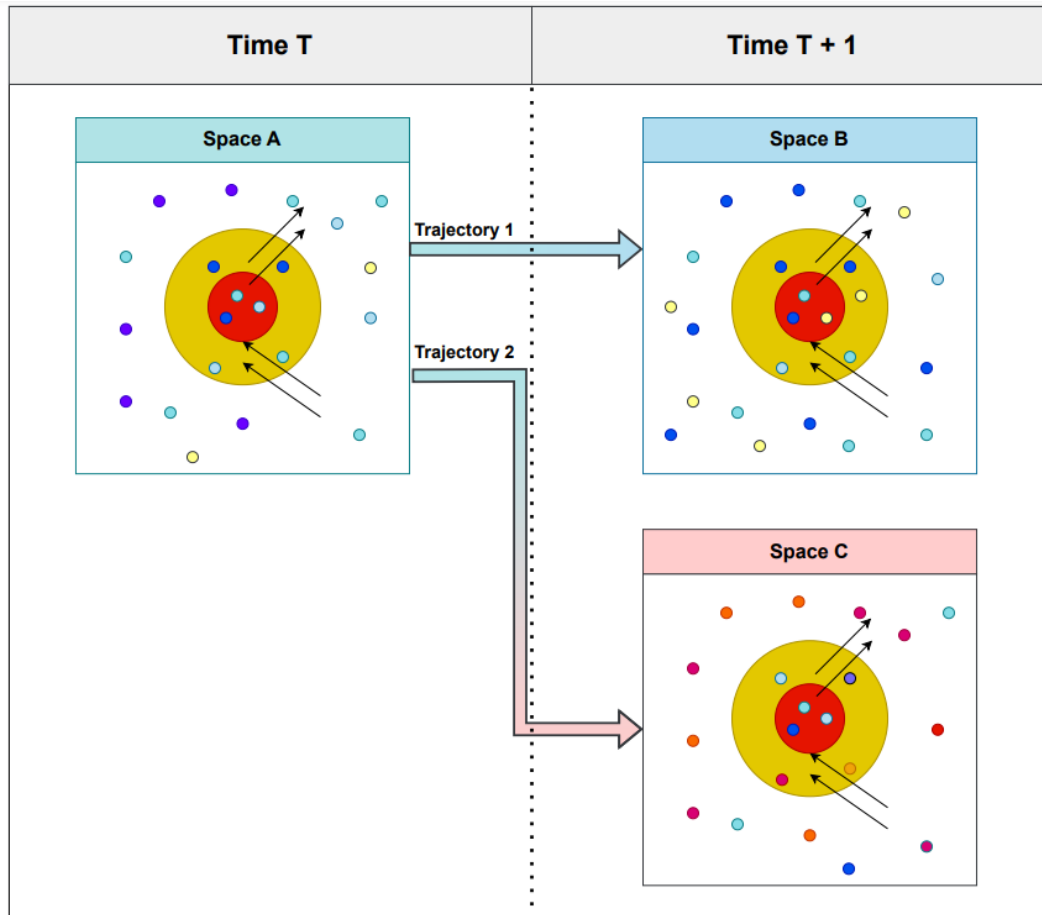 Time T
Time T + 1
Space A
Space B
Trajectory 1
Trajectory 2
Space C